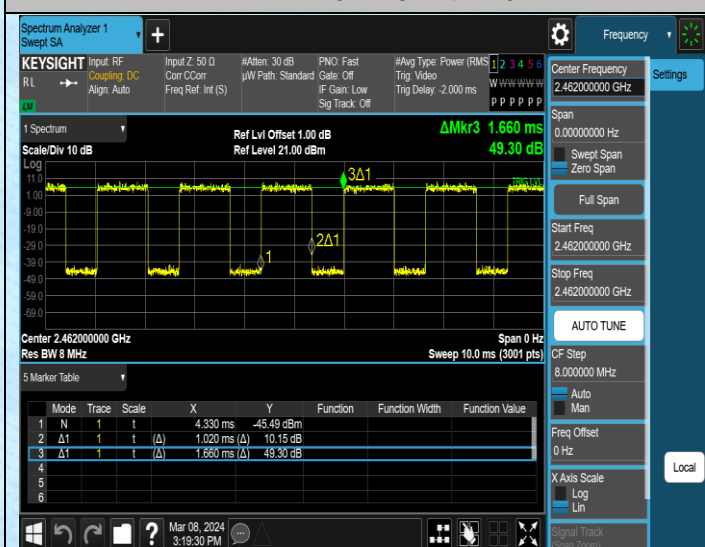 Spectrum Analyzer 1
Swept SA
Frequency
KEYSIGHT
RL
Input: RF
Coupling: DC
Align: Auto
Input Z: 50 Ω
Corr CCorr
Freq Ref: Int (S)
#Atten: 30 dB
µW Path: Standard
PNO: Fast
Gate: Off
IF Gain: Low
Sig Track: Off
#Avg Type: Power (RMS
Trig: Video
Trig Delay: -2.000 ms
1 2 3 4 5 6
W W W W W W
P P P P P P
LXI
1 Spectrum
Scale/Div 10 dB
Ref Lvl Offset 1.00 dB
Ref Level 21.00 dBm
ΔMkr3 1.660 ms
49.30 dB
Log
11.0
1.00
-9.00
-19.0
-29.0
-39.0
-49.0
-59.0
-69.0
3Δ1
TRIG LVL
2Δ1
1
Center 2.462000000 GHz
Res BW 8 MHz
Span 0 Hz
Sweep 10.0 ms (3001 pts)
5 Marker Table
Mode Trace Scale X Y Function Function Width Function Value
1 N 1 t 4.330 ms -45.49 dBm
2 Δ1 1 t (Δ) 1.020 ms (Δ) 10.15 dB
3 Δ1 1 t (Δ) 1.660 ms (Δ) 49.30 dB
4
5
6
Mar 08, 2024
3:19:30 PM
Center Frequency
2.462000000 GHz
Span
0.00000000 Hz
Swept Span
Zero Span
Full Span
Start Freq
2.462000000 GHz
Stop Freq
2.462000000 GHz
AUTO TUNE
CF Step
8.000000 MHz
Auto
Man
Freq Offset
0 Hz
X Axis Scale
Log
Lin
Signal Track
(Span Zoom)
Settings
Local